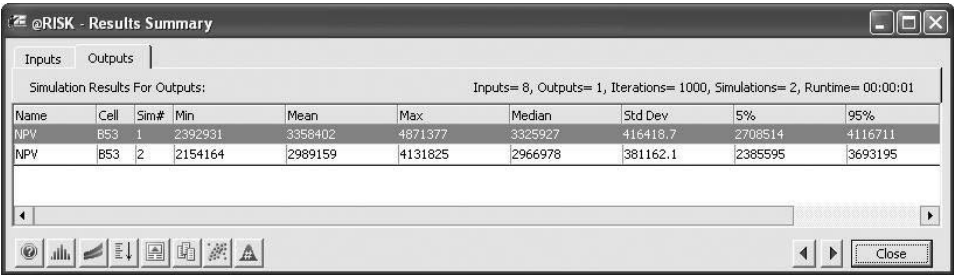 @RISK - Results Summary
Inputs Outputs
Simulation Results For Outputs: Inputs= 8, Outputs= 1, Iterations= 1000, Simulations= 2, Runtime= 00:00:01
Name Cell Sim# Min Mean Max Median Std Dev 5% 95%
NPV B53 1 2392931 3358402 4871377 3325927 416418.7 2708514 4116711
NPV B53 2 2154164 2989159 4131825 2966978 381162.1 2385595 3693195
Close